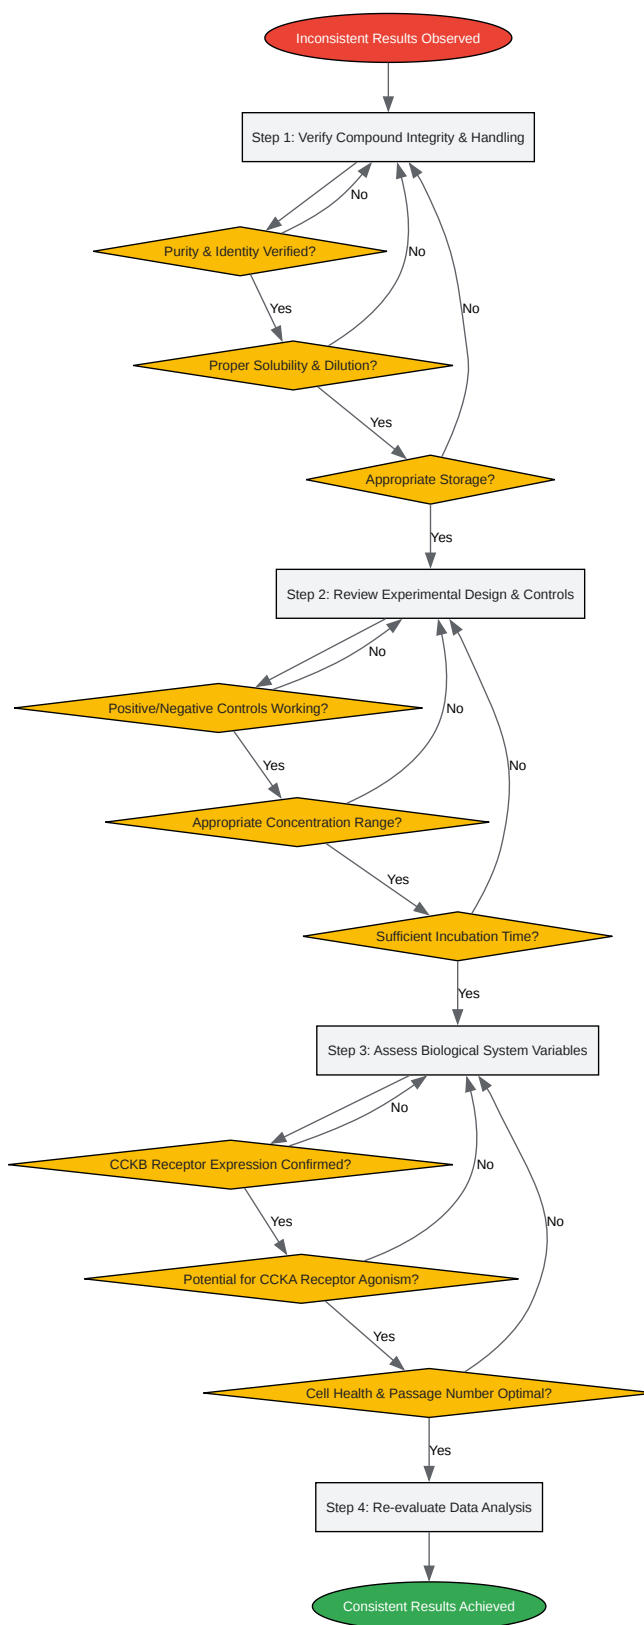 Inconsistent Results Observed
Step 1: Verify Compound Integrity & Handling
No
Purity & Identity Verified?
No
Yes
No
Proper Solubility & Dilution?
Yes
Appropriate Storage?
Yes
Step 2: Review Experimental Design & Controls
No
Positive/Negative Controls Working?
No
Yes
No
Appropriate Concentration Range?
Yes
Sufficient Incubation Time?
Yes
Step 3: Assess Biological System Variables
No
CCKB Receptor Expression Confirmed?
No
Yes
No
Potential for CCKA Receptor Agonism?
Yes
Cell Health & Passage Number Optimal?
Yes
Step 4: Re-evaluate Data Analysis
Consistent Results Achieved